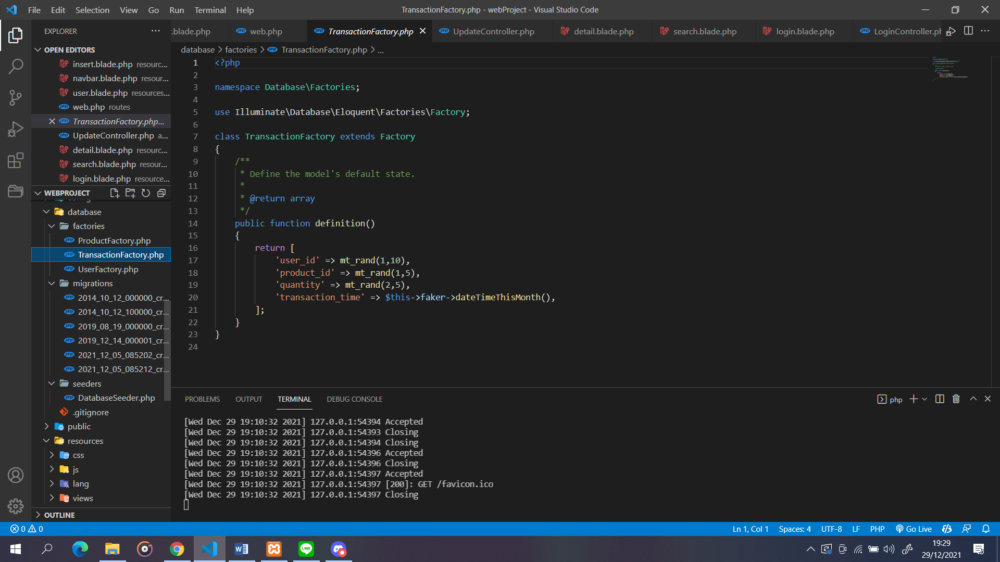 File Edit Selection View Go Run Terminal Help
TransactionFactory.php - webProject - Visual Studio Code
EXPLORER
.blade.php web.php TransactionFactory.php UpdateController.php detail.blade.php search.blade.php login.blade.php LoginController.ph
OPEN EDITORS
insert.blade.php resourc...
navbar.blade.php resour...
user.blade.php resources...
web.php routes
TransactionFactory.php...
UpdateController.php a...
detail.blade.php resourc...
search.blade.php resour...
login.blade.php resource...
WEBPROJECT
database
factories
ProductFactory.php
TransactionFactory.php
UserFactory.php
migrations
2014_10_12_000000_cr...
2014_10_12_100000_cr...
2019_08_19_000000_cr...
2019_12_14_000001_cr...
2021_12_05_085202_cr...
2021_12_05_085212_cr...
seeders
DatabaseSeeder.php
.gitignore
public
resources
css
js
lang
views
OUTLINE
database > factories > TransactionFactory.php > ...
1 <?php
2
3 namespace Database\Factories;
4
5 use Illuminate\Database\Eloquent\Factories\Factory;
6
7 class TransactionFactory extends Factory
8 {
9 /**
10 * Define the model's default state.
11 *
12 * @return array
13 */
14 public function definition()
15 {
16 return [
17 'user_id' => mt_rand(1,10),
18 'product_id' => mt_rand(1,5),
19 'quantity' => mt_rand(2,5),
20 'transaction_time' => $this->faker->dateTimeThisMonth(),
21 ];
22 }
23 }
24
PROBLEMS OUTPUT TERMINAL DEBUG CONSOLE
php
[Wed Dec 29 19:10:32 2021] 127.0.0.1:54394 Accepted
[Wed Dec 29 19:10:32 2021] 127.0.0.1:54393 Closing
[Wed Dec 29 19:10:32 2021] 127.0.0.1:54394 Closing
[Wed Dec 29 19:10:32 2021] 127.0.0.1:54396 Accepted
[Wed Dec 29 19:10:32 2021] 127.0.0.1:54396 Closing
[Wed Dec 29 19:10:32 2021] 127.0.0.1:54397 Accepted
[Wed Dec 29 19:10:32 2021] 127.0.0.1:54397 [200]: GET /favicon.ico
[Wed Dec 29 19:10:32 2021] 127.0.0.1:54397 Closing
0 0
Ln 1, Col 1 Spaces: 4 UTF-8 LF PHP Go Live
19:29
29/12/2021